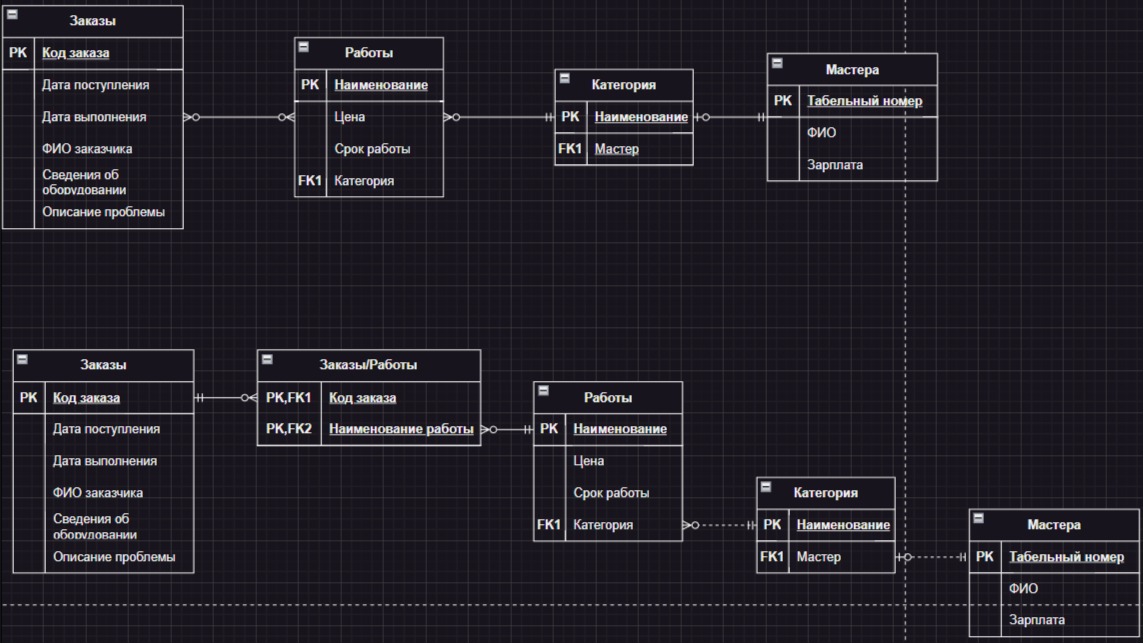 Заказы
PK Код заказа
Дата поступления
Дата выполнения
ФИО заказчика
Сведения об
оборудовании
Описание проблемы
Работы
PK Наименование
Цена
Срок работы
FK1 Категория
Категория
PK Наименование
FK1 Мастер
Мастера
PK Табельный номер
ФИО
Зарплата
Заказы
PK Код заказа
Дата поступления
Дата выполнения
ФИО заказчика
Сведения об
оборудовании
Описание проблемы
Заказы/Работы
PK,FK1 Код заказа
PK,FK2 Наименование работы
Работы
PK Наименование
Цена
Срок работы
FK1 Категория
Категория
PK Наименование
FK1 Мастер
Мастера
PK Табельный номер
ФИО
Зарплата